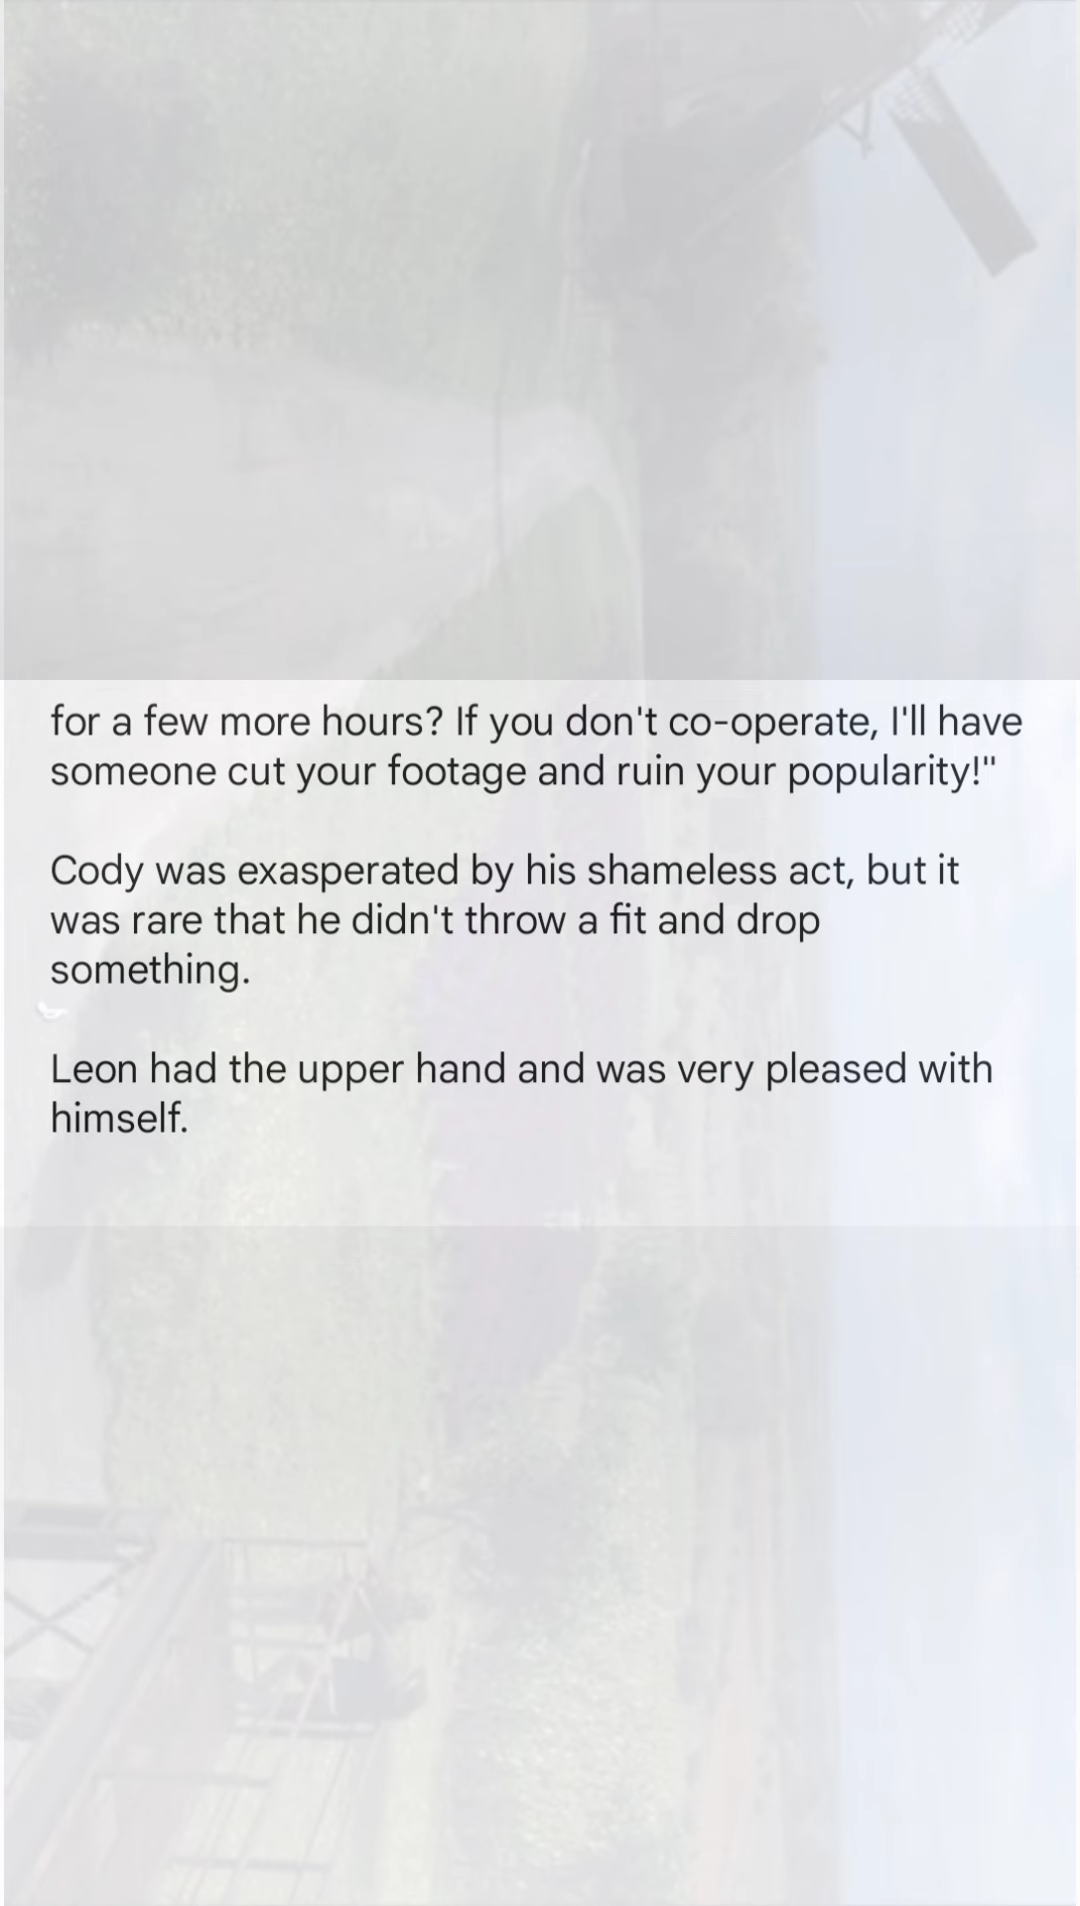 for a few more hours? If you don't co-operate, I'll have
someone cut your footage and ruin your popularity!"
Cody was exasperated by his shameless act, but it
was rare that he didn't throw a fit and drop
something.
Leon had the upper hand and was very pleased with
himself.